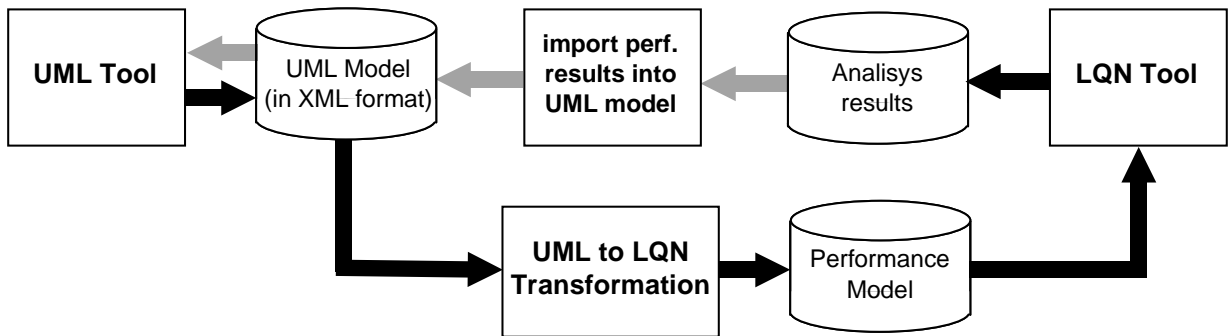 UML Tool
UML Model
(in XML format)
import perf.
results into
UML model
Analisys
results
LQN Tool
UML to LQN
Transformation
Performance
Model